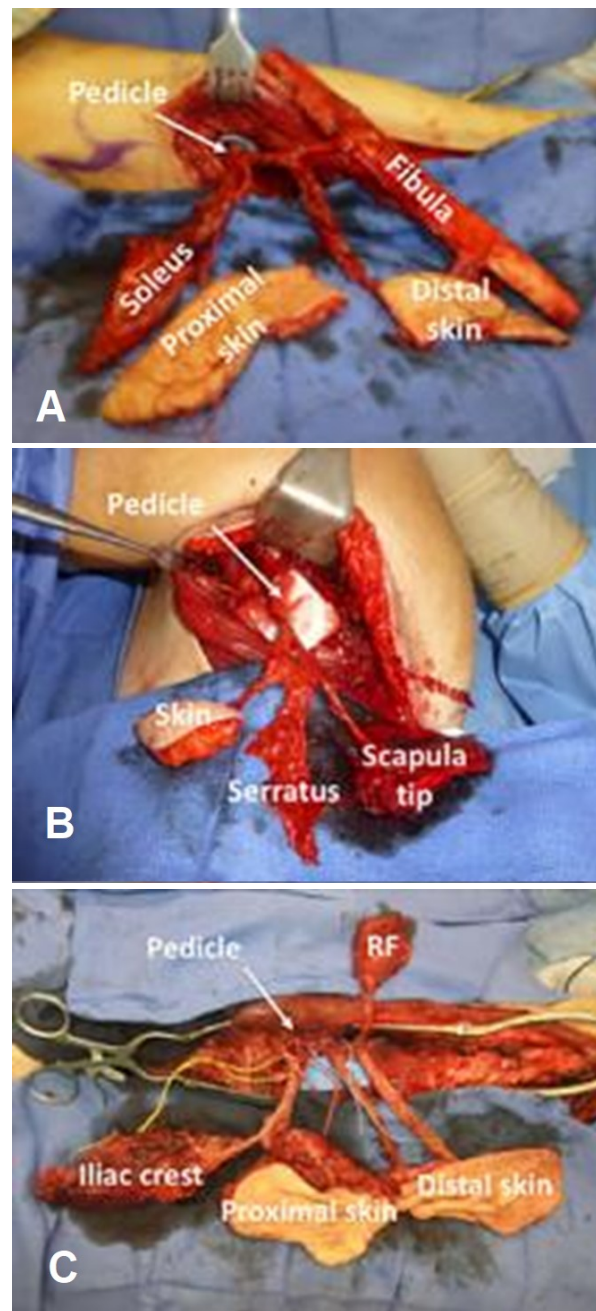 Pedicle
Fibula
Soleus
Proximal
skin
Distal
skin
A
Pedicle
Skin
Scapula
tip
Serratus
B
RF
Pedicle
Iliac crest
Distal skin
Proximal skin
C